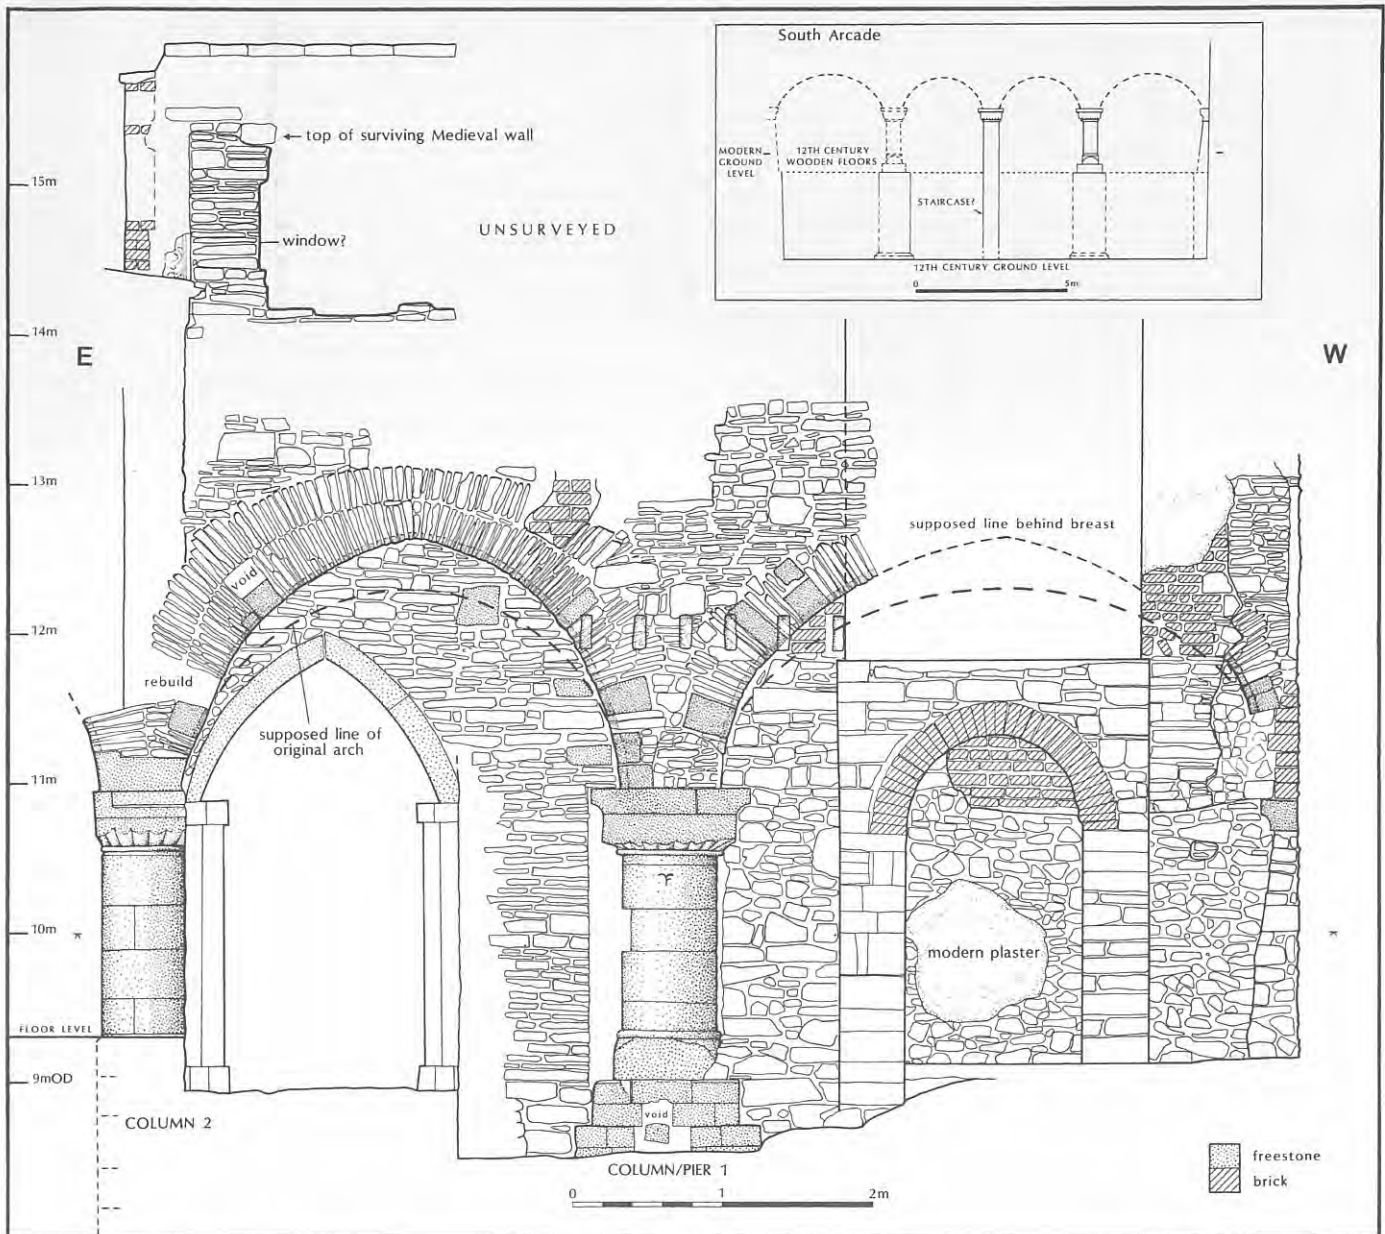 South Arcade
MODERN
GROUND
LEVEL
12TH CENTURY
WOODEN FLOORS
STAIRCASE?
12TH CENTURY GROUND LEVEL
0 5m
top of surviving Medieval wall
15m
window?
UNSURVEYED
14m
E
W
13m
supposed line behind breast
void
12m
rebuild
supposed line of
original arch
11m
10m
modern plaster
FLOOR LEVEL
9mOD
void
COLUMN 2
COLUMN/PIER 1
0 1 2m
freestone
brick